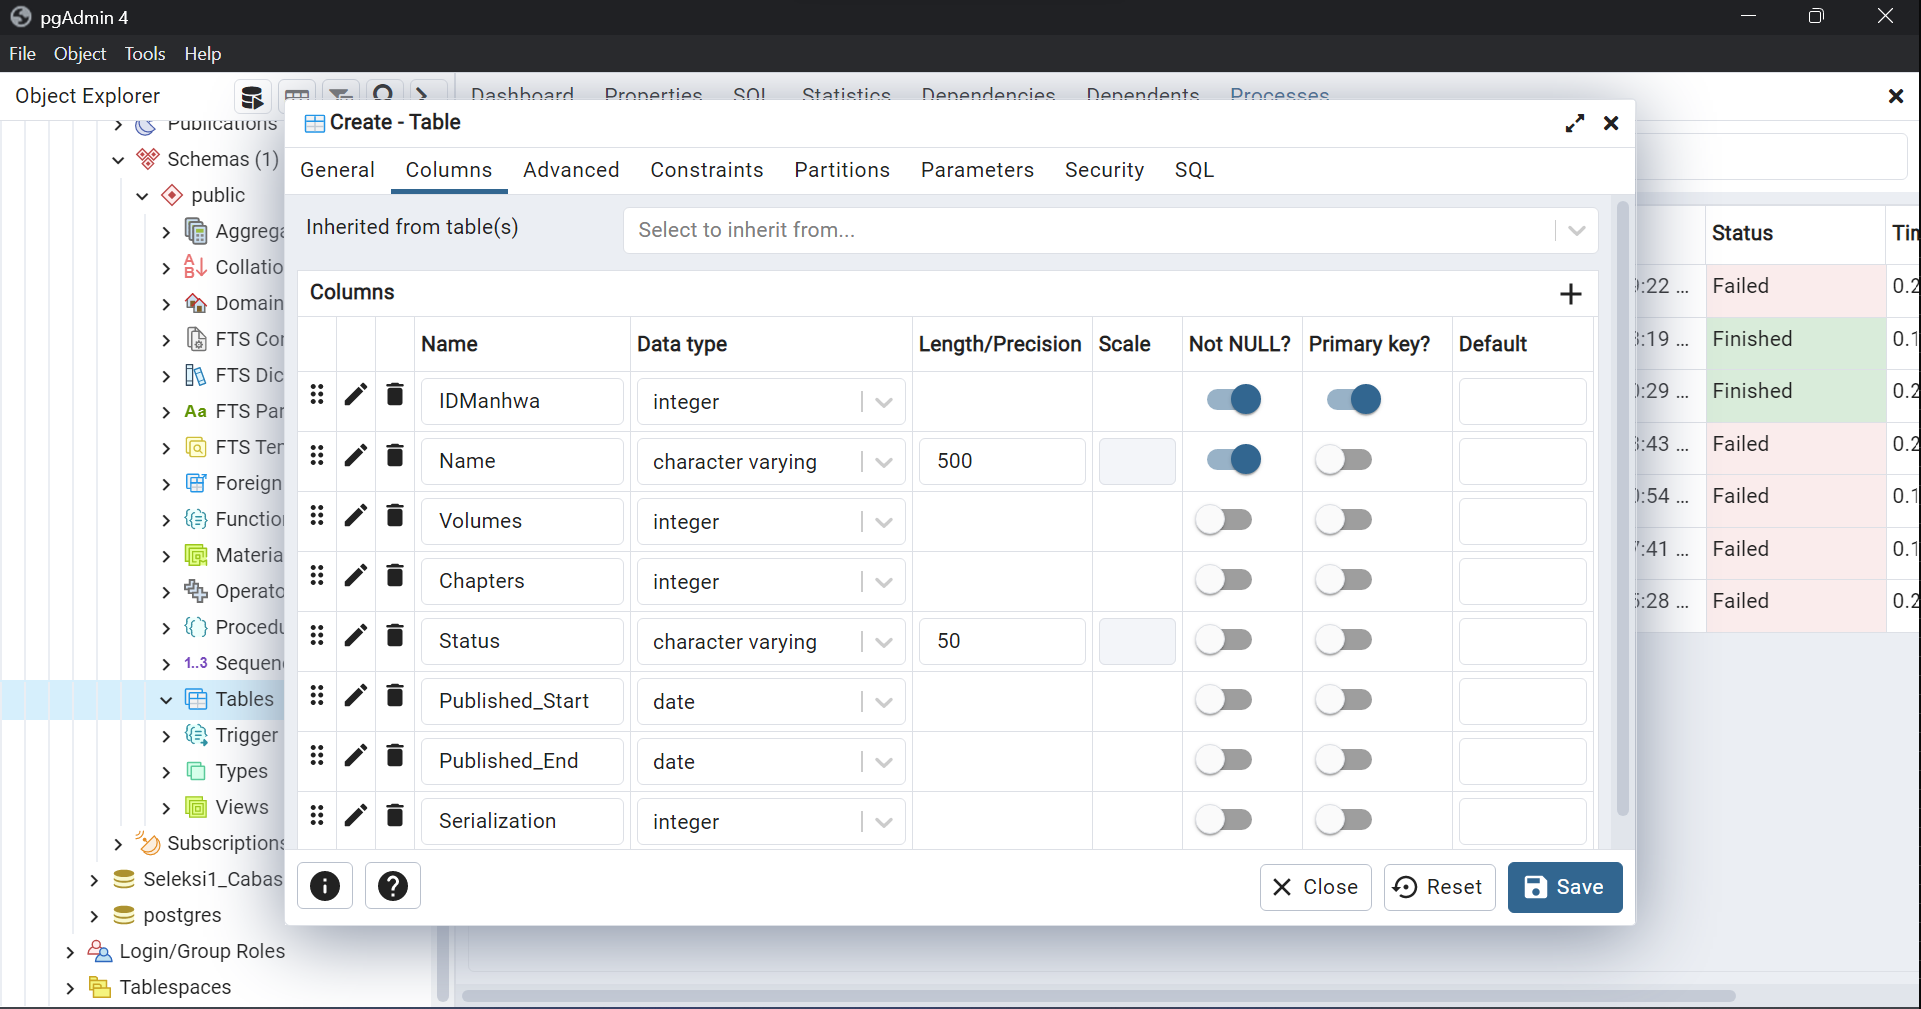 pgAdmin 4
File Object Tools Help
Object Explorer
Dashboard Properties SQL Statistics Dependencies Dependents Processes
Publications
Schemas (1)
public
Aggrega
Collatio
Domain
FTS Cor
FTS Dic
FTS Par
FTS Ter
Foreign
Functio
Materia
Operato
Procedu
1..3 Sequen
Tables
Trigger
Types
Views
Subscriptions
Seleksi1_Cabas
postgres
Login/Group Roles
Tablespaces
Create - Table
General Columns Advanced Constraints Partitions Parameters Security SQL
Inherited from table(s) Select to inherit from...
Columns
Name Data type Length/Precision Scale Not NULL? Primary key? Default
IDManhwa integer
Name character varying 500
Volumes integer
Chapters integer
Status character varying 50
Published_Start date
Published_End date
Serialization integer
Close Reset Save
Status Tim
:22 ... Failed 0.2
:19 ... Finished 0.1
:29 ... Finished 0.2
:43 ... Failed 0.2
:54 ... Failed 0.1
:41 ... Failed 0.1
:28 ... Failed 0.2